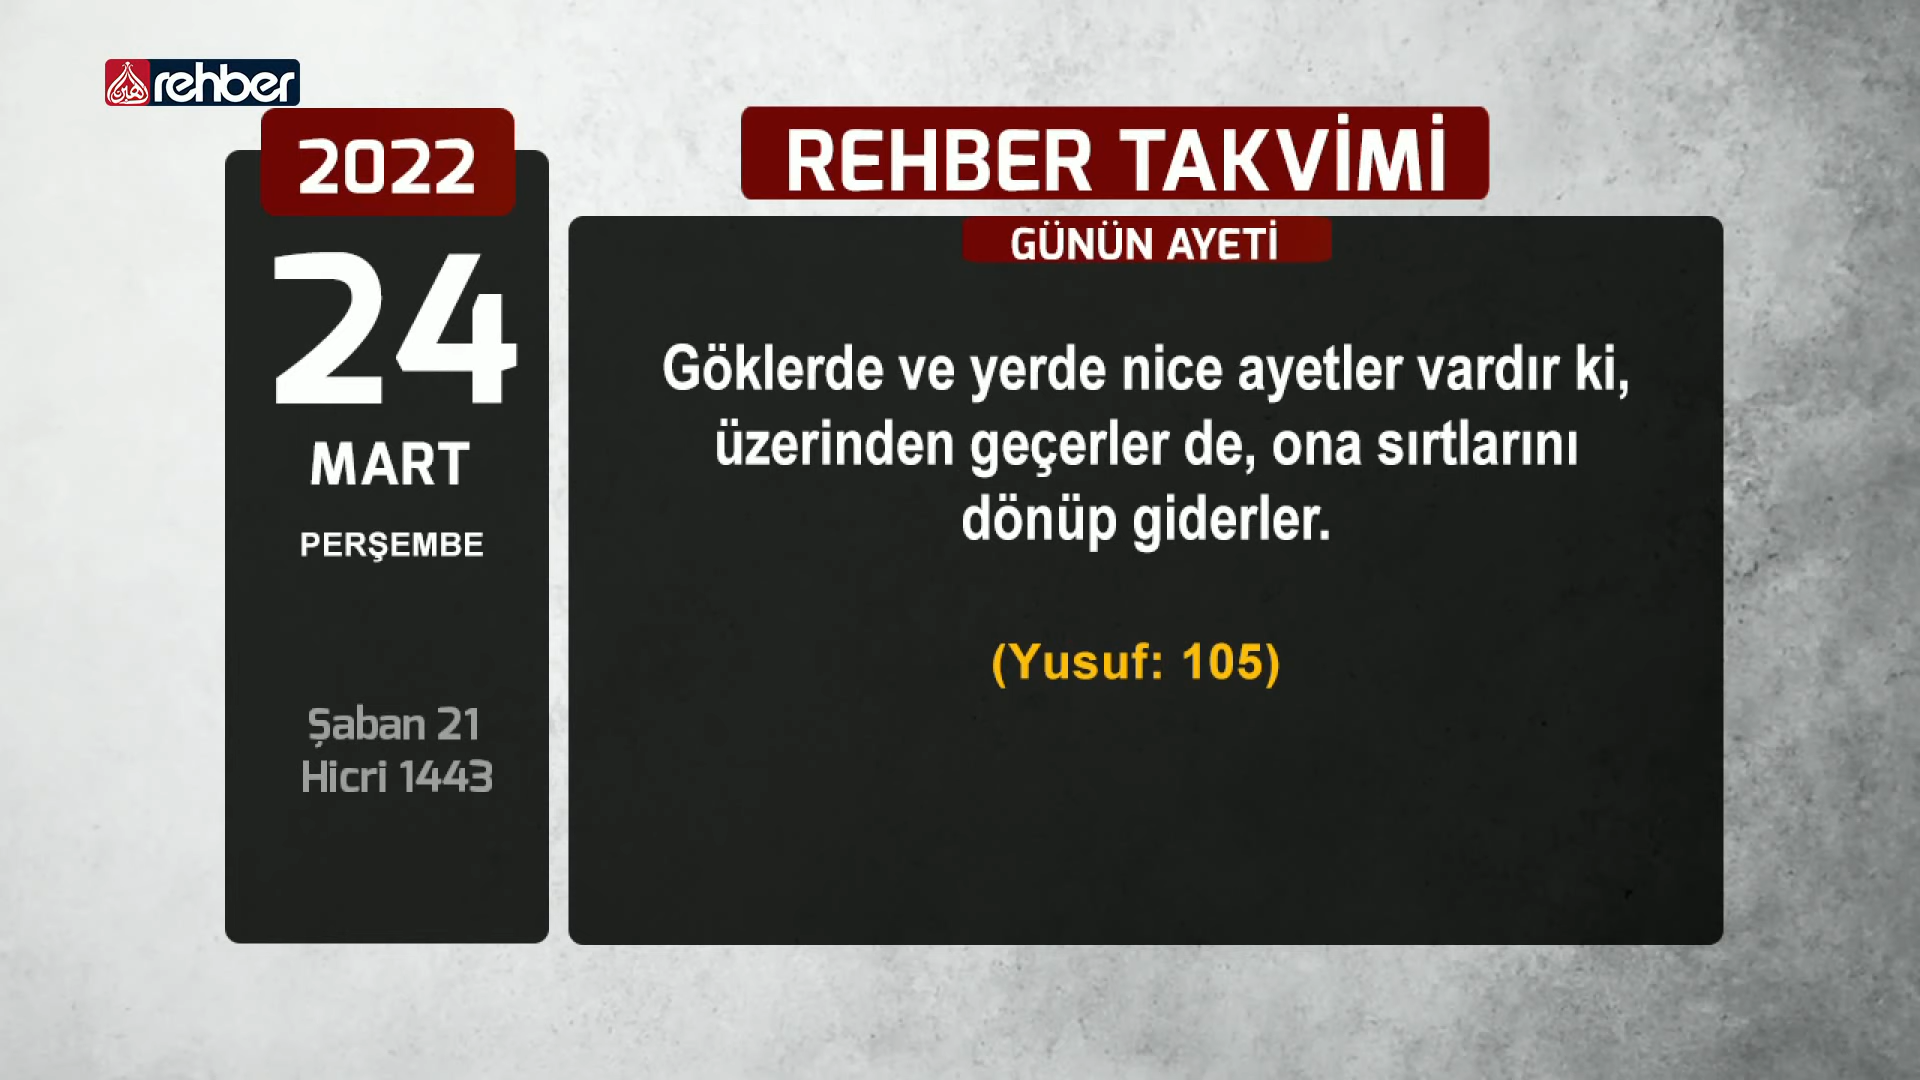 rehber
2022
24
MART
PERŞEMBE
Şaban 21
Hicri 1443
REHBER TAKVİMİ
GÜNÜN AYETİ
Göklerde ve yerde nice ayetler vardır ki,
üzerinden geçerler de, ona sırtlarını
dönüp giderler.
(Yusuf: 105)